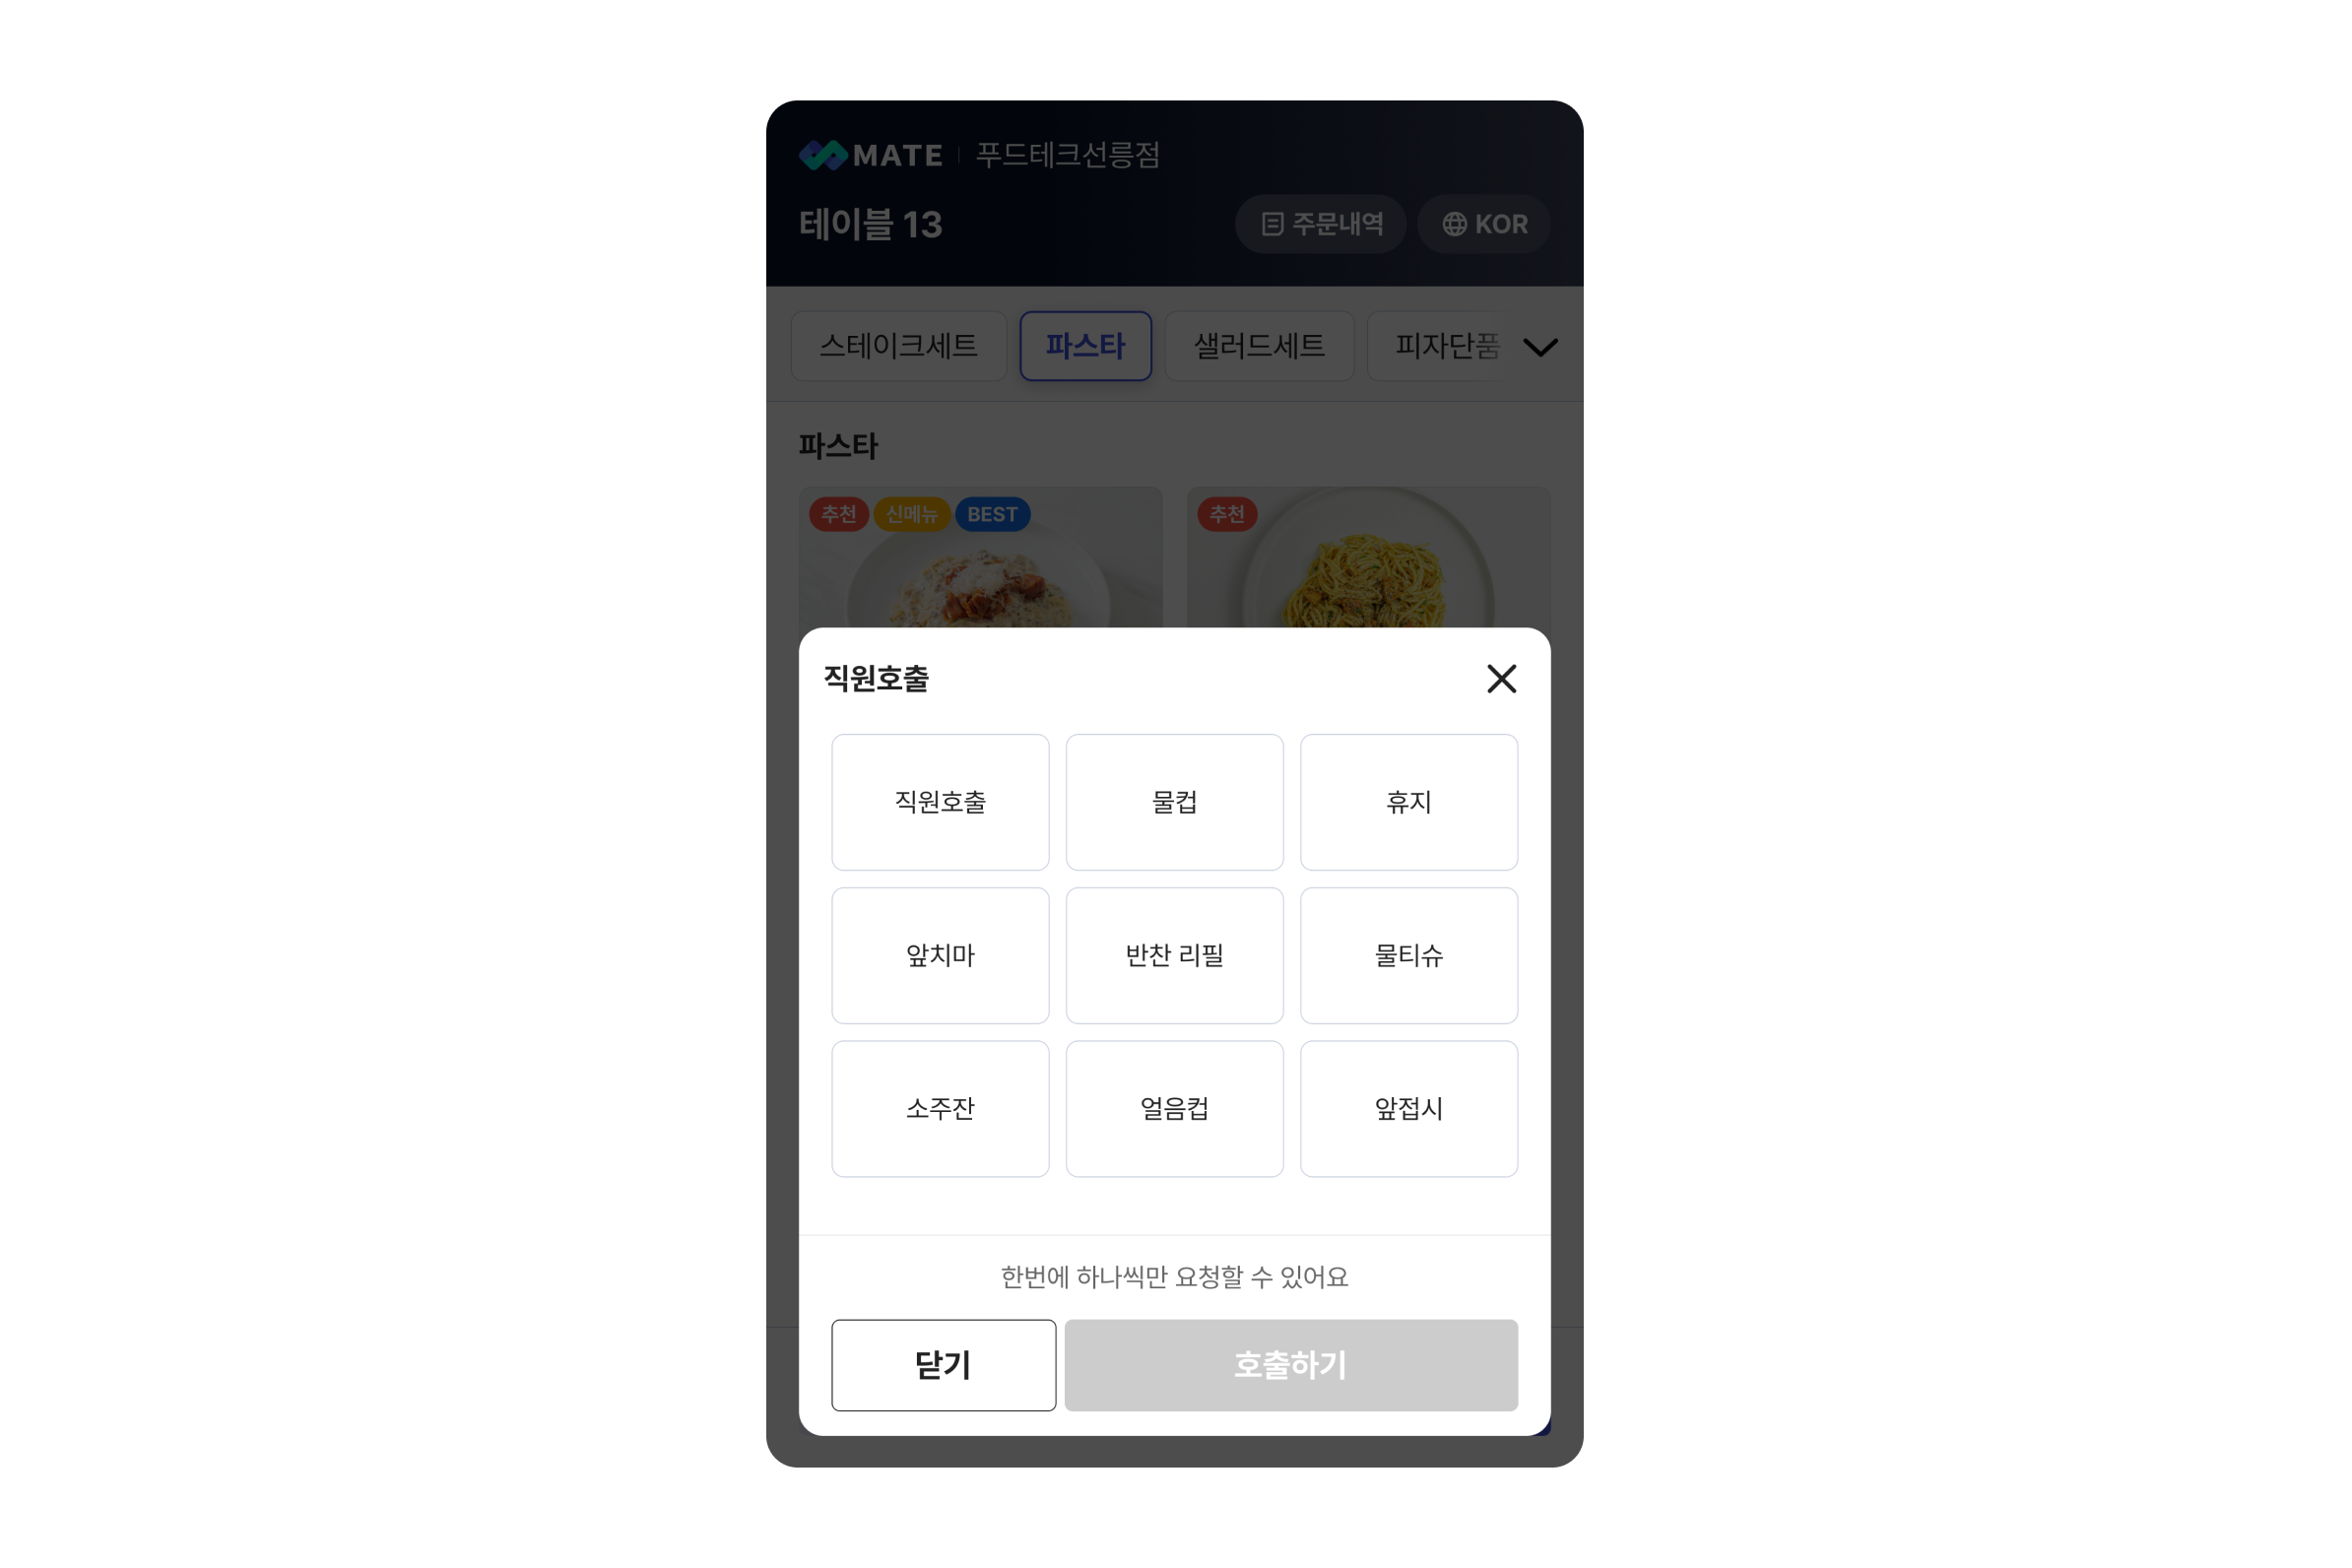 MATE | 푸드테크선릉점
테이블 13
주문내역
KOR
스테이크세트
파스타
샐러드세트
피자단품
파스타
추천 신메뉴 BEST
추천
직원호출
직원호출 물컵 휴지
앞치마 반찬 리필 물티슈
소주잔 얼음컵 앞접시
한번에 하나씩만 요청할 수 있어요
닫기 호출하기